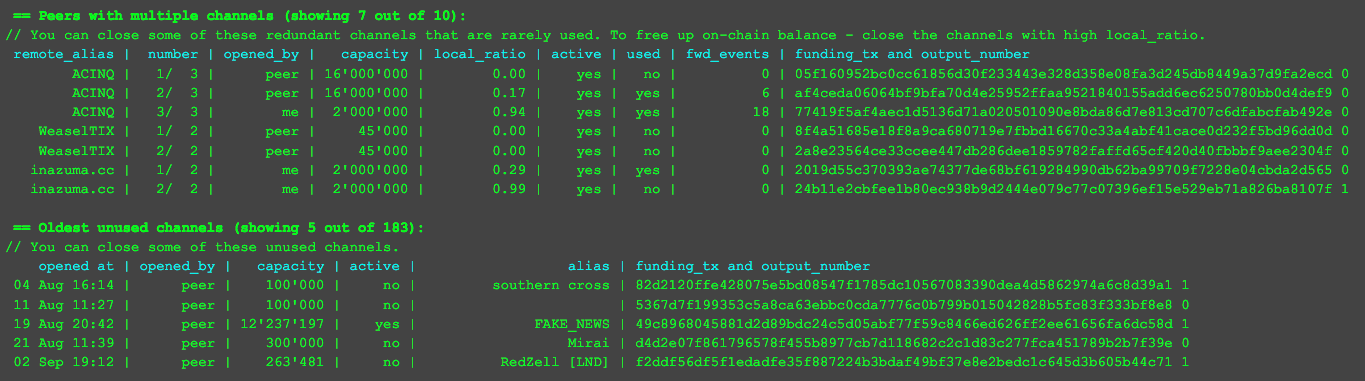 == Peers with multiple channels (showing 7 out of 10):
// You can close some of these redundant channels that are rarely used. To free up on-chain balance - close the channels with high local_ratio.
remote_alias | number | opened_by | capacity | local_ratio | active | used | fwd_events | funding_tx and output_number
ACINQ | 1/ 3 | peer | 16'000'000 | 0.00 | yes | no | 0 | 05f160952bc0cc61856d30f233443e328d358e08fa3d245db8449a37d9fa2ecd 0
ACINQ | 2/ 3 | peer | 16'000'000 | 0.17 | yes | yes | 6 | af4ceda06064bf9bfa70d4e25952ffaa9521840155add6ec6250780bb0d4def9 0
ACINQ | 3/ 3 | me | 2'000'000 | 0.94 | yes | yes | 18 | 77419f5af4aec1d5136d71a020501090e8bda86d7e813cd707c6dfabcfab492e 0
WeaselTIX | 1/ 2 | peer | 45'000 | 0.00 | yes | no | 0 | 8f4a51685e18f8a9ca680719e7fbbd16670c33a4abf41cace0d232f5bd96dd0d 0
WeaselTIX | 2/ 2 | peer | 45'000 | 0.00 | yes | no | 0 | 2a8e23564ce33ccee447db286dee1859782faffd65cf420d40fbbbf9aee2304f 0
inazuma.cc | 1/ 2 | me | 2'000'000 | 0.29 | yes | yes | 0 | 2019d55c370393ae74377de68bf619284990db62ba99709f7228e04cbda2d565 0
inazuma.cc | 2/ 2 | me | 2'000'000 | 0.99 | yes | no | 0 | 24b11e2cbfee1b80ec938b9d2444e079c77c07396ef15e529eb71a826ba8107f 1
== Oldest unused channels (showing 5 out of 183):
// You can close some of these unused channels.
opened at | opened_by | capacity | active | alias | funding_tx and output_number
04 Aug 16:14 | peer | 100'000 | no | southern cross | 82d2120ffe428075e5bd08547f1785dc10567083390dea4d5862974a6c8d39a1 1
11 Aug 11:27 | peer | 100'000 | no | | 5367d7f199353c5a8ca63ebbc0cda7776c0b799b015042828b5fc83f333bf8e8 0
19 Aug 20:42 | peer | 12'237'197 | yes | FAKE_NEWS | 49c8968045881d2d89bdc24c5d05abf77f59c8466ed626ff2ee61656fa6dc58d 1
21 Aug 11:39 | peer | 300'000 | no | Mirai | d4d2e07f861796578f455b8977cb7d118682c2c1d83c277fca451789b2b7f39e 0
02 Sep 19:12 | peer | 263'481 | no | RedZell [LND] | f2ddf56df5f1edadfe35f887224b3bdaf49bf37e8e2bedc1c645d3b605b44c71 1